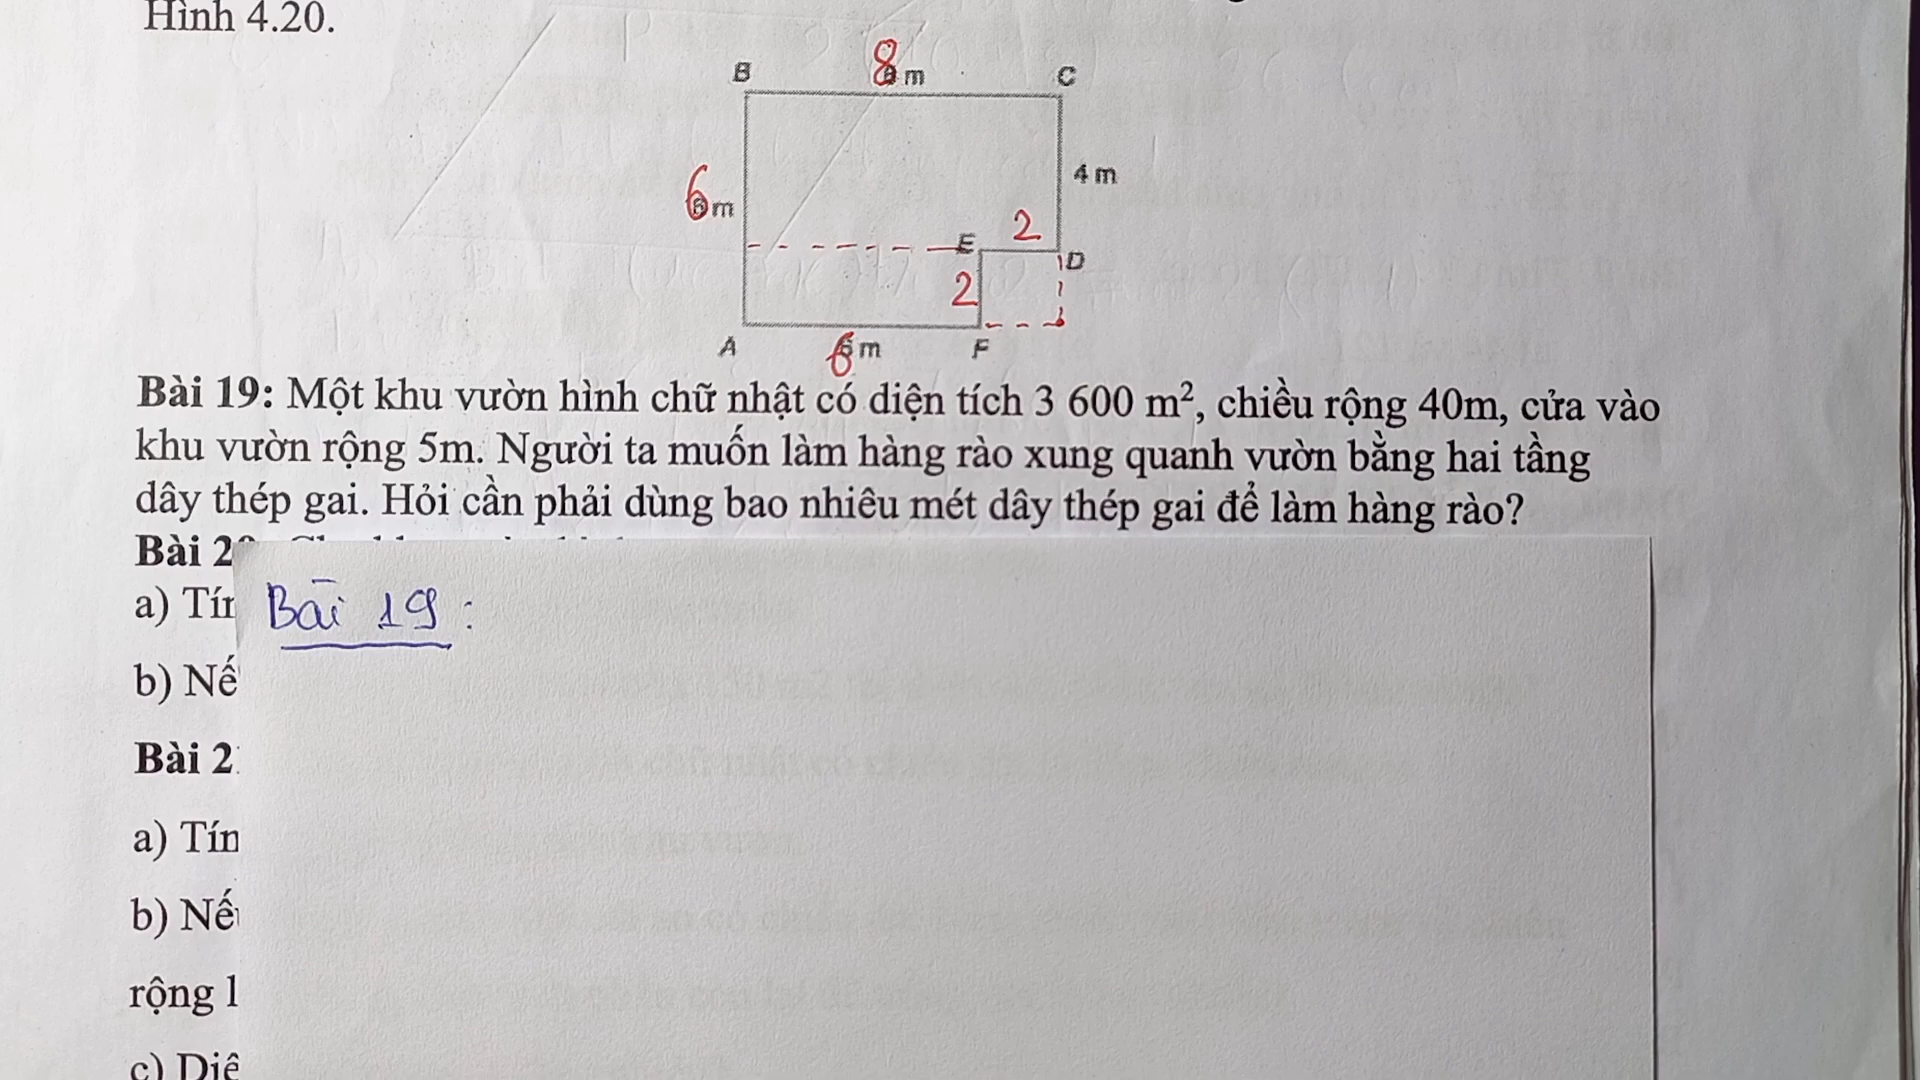 Hình 4.20.
B
8 m
C
6 m
4 m
2
E
D
2
A
6 m
F
Bài 19: Một khu vườn hình chữ nhật có diện tích 3 600 m², chiều rộng 40m, cửa vào
khu vườn rộng 5m. Người ta muốn làm hàng rào xung quanh vườn bằng hai tầng
dây thép gai. Hỏi cần phải dùng bao nhiêu mét dây thép gai để làm hàng rào?
Bài 2
a) Tín
Bài 19:
b) Nế
Bài 2
a) Tín
b) Nế
rộng 1
c) Diê